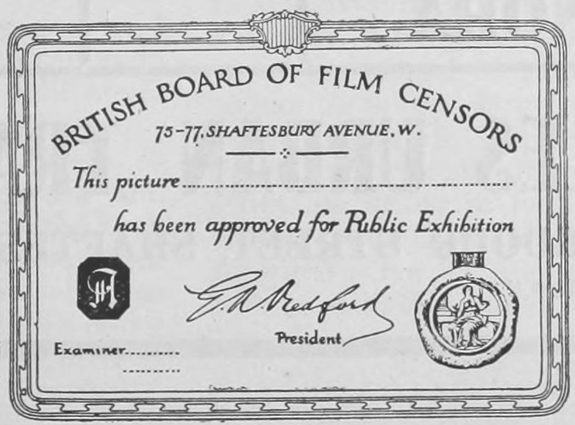 BRITISH BOARD OF FILM CENSORS
75-77, SHAFTESBURY AVENUE, W.
This picture
has been approved for Public Exhibition
A
G. A. Redford
President
Examiner